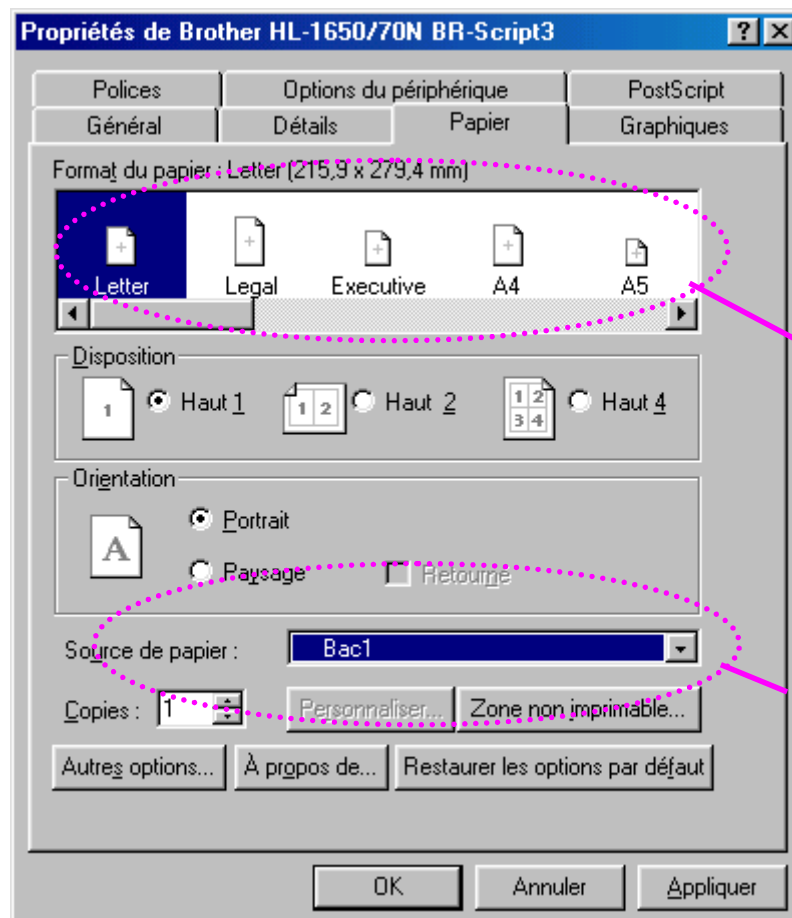 Propriétés de Brother HL-1650/70N BR-Script3
Polices Options du périphérique PostScript
Général Détails Papier Graphiques
Format du papier : Letter (215,9 x 279,4 mm)
Letter Legal Executive A4 A5
Disposition
1 Haut 1 1 2 Haut 2 1 2 3 4 Haut 4
Orientation
A
Portrait
Paysage Retourne
Source de papier : Bac1
Copies : 1 Personnaliser... Zone non imprimable...
Autres options... À propos de... Restaurer les options par défaut
OK Annuler Appliquer